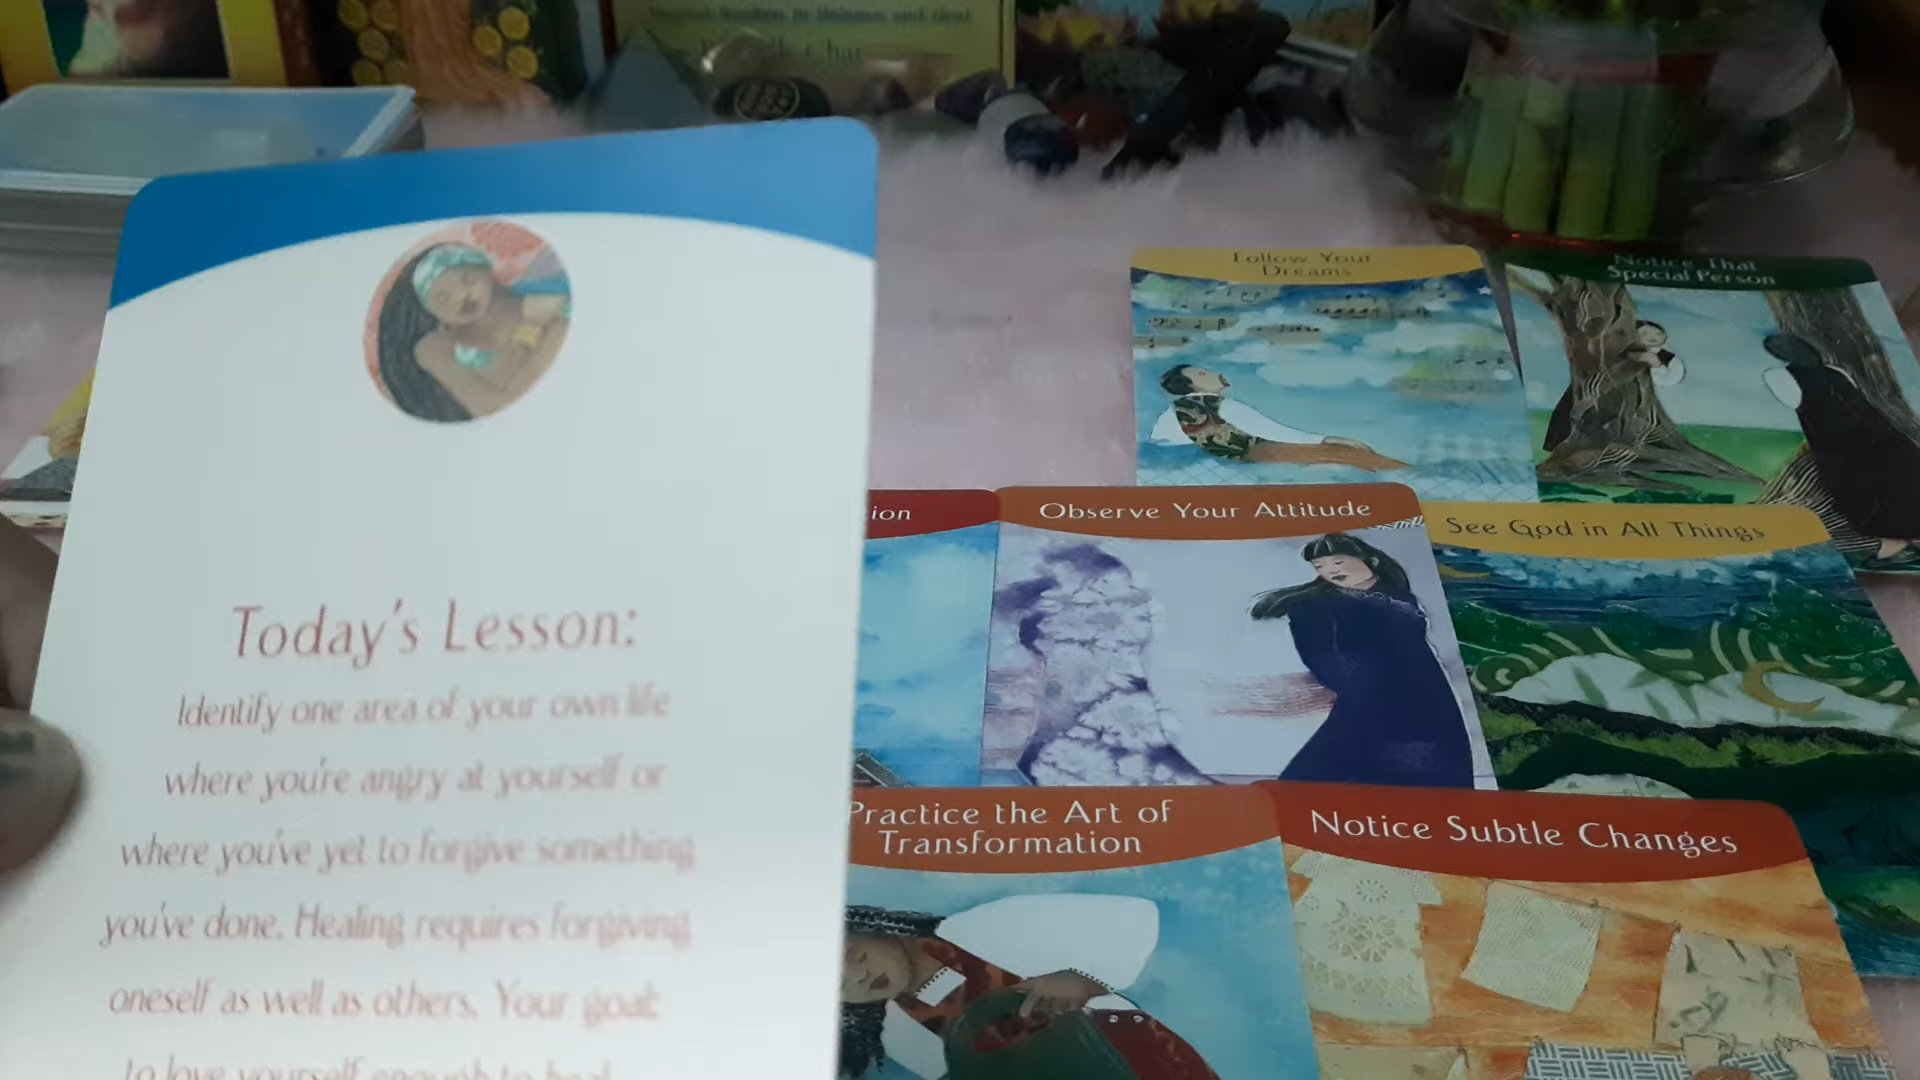 Today's Lesson:
Identify one area of your own life
where you're angry at yourself or
where you've yet to forgive something
you've done. Healing requires forgiving
oneself as well as others. Your goal:
to love yourself enough to heal.
Follow Your
Dreams
Notice That
Special Person
ion
Observe Your Attitude
See God in All Things
Practice the Art of
Transformation
Notice Subtle Changes